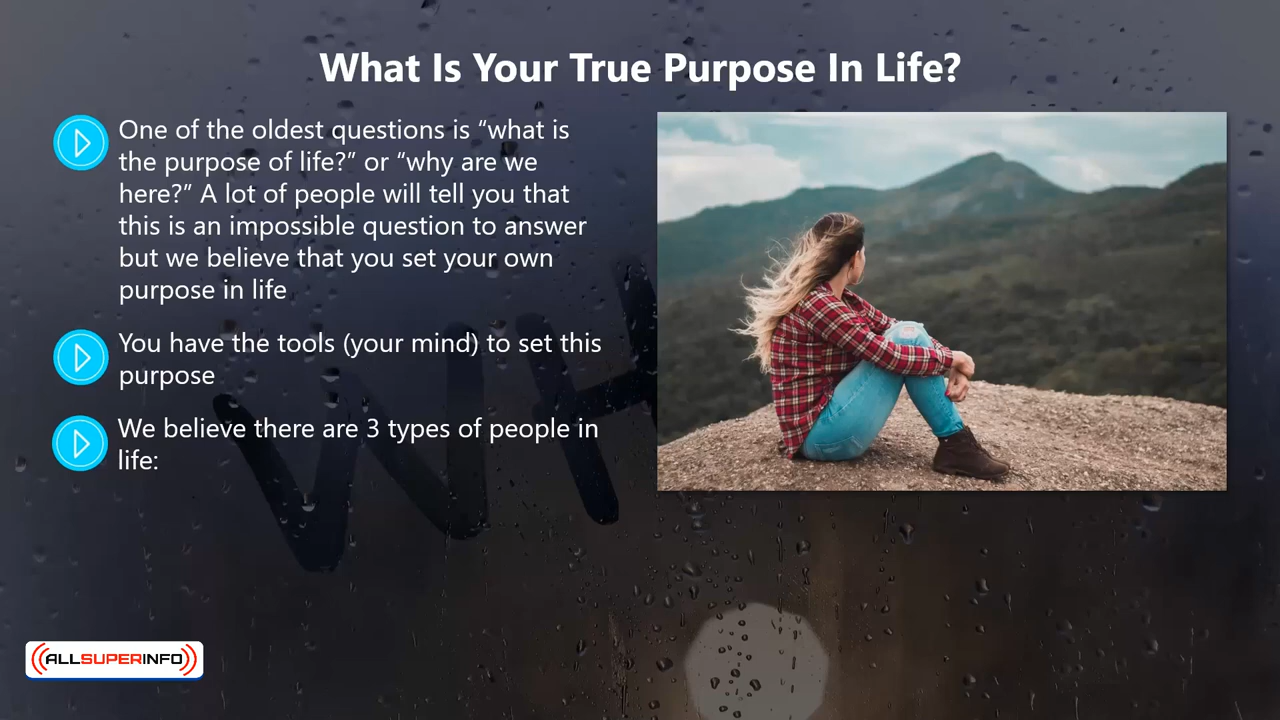 What Is Your True Purpose In Life?
One of the oldest questions is “what is
the purpose of life?” or “why are we
here?” A lot of people will tell you that
this is an impossible question to answer
but we believe that you set your own
purpose in life
You have the tools (your mind) to set this
purpose
We believe there are 3 types of people in
life:
WH
ALLSUPERINFO